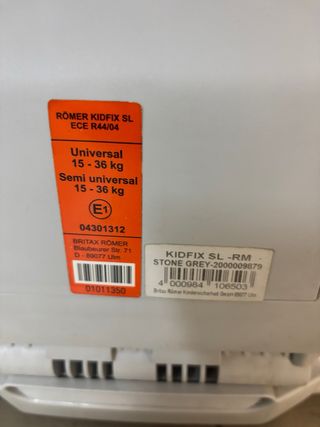 RÖMER KIDFIX SL
ECE R44/04
Universal
15 - 36 kg
Semi universal
15 - 36 kg
E1
04301312
BRITAX RÖMER
Blaubeurer Str. 71
D - 89077 Ulm
01011350
KIDFIX SL -RM
STONE GREY-2000009879
4 000984 106503
Britax Römer Kindersicherheit GmbH 89077 Ulm